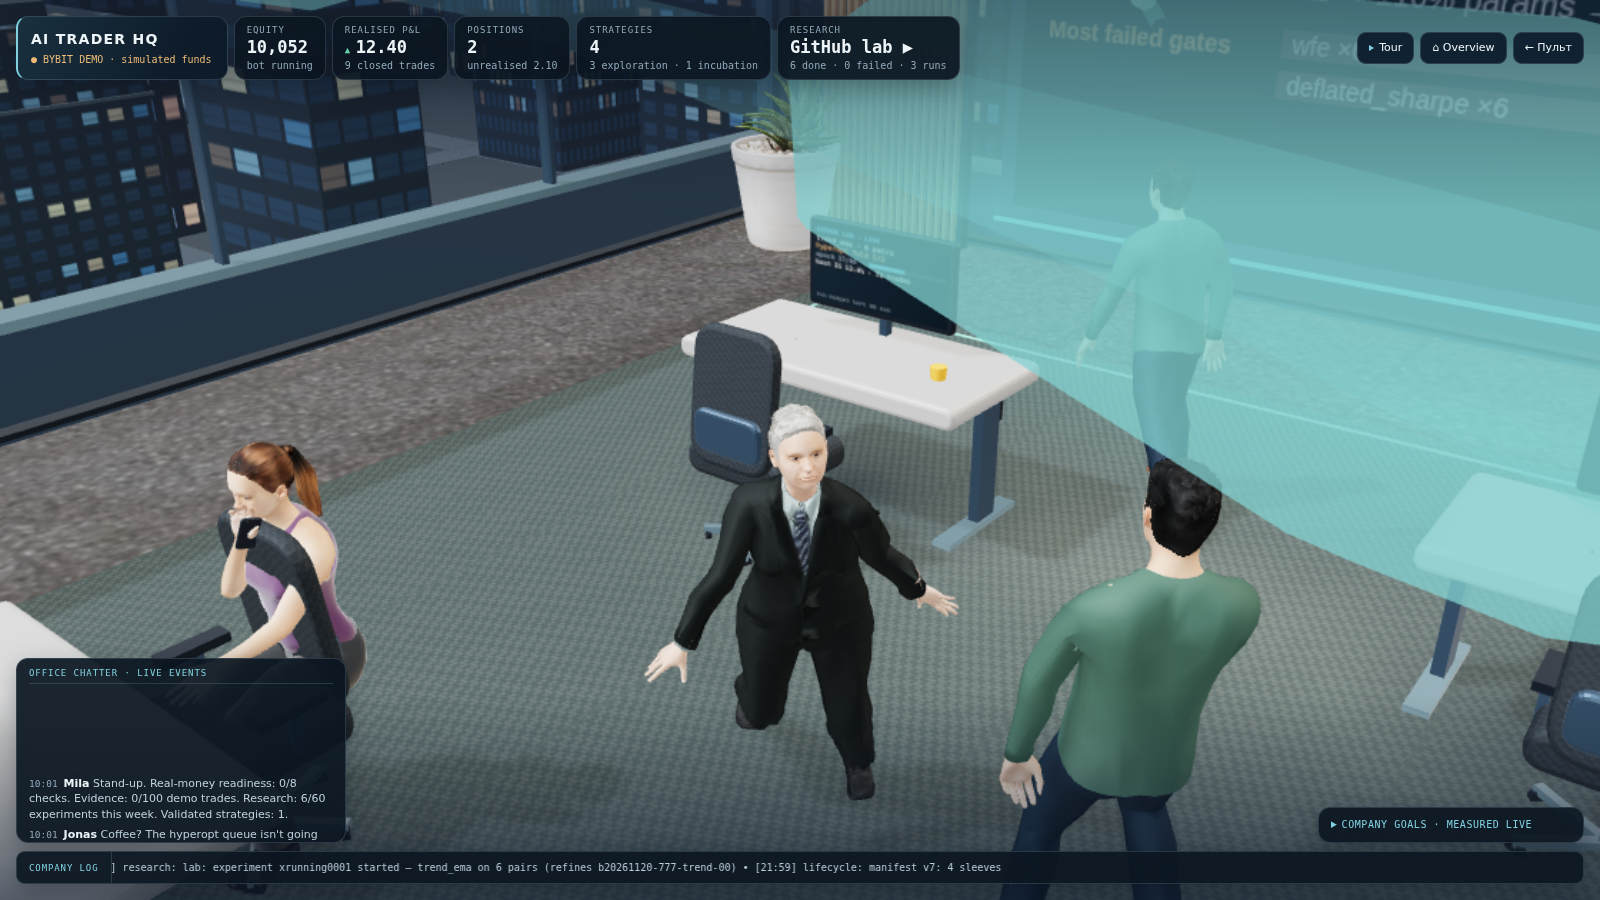 AI TRADER HQ
● BYBIT DEMO · simulated funds
EQUITY
10,052
bot running
REALISED P&L
▲ 12.40
9 closed trades
POSITIONS
2
unrealised 2.10
STRATEGIES
4
3 exploration · 1 incubation
RESEARCH
GitHub lab ▶
6 done · 0 failed · 3 runs
▶ Tour
⌂ Overview
← Пульт
params
Most failed gates
wfe
deflated_sharpe ×6
OFFICE CHATTER · LIVE EVENTS
10:01 Mila Stand-up. Real-money readiness: 0/8
checks. Evidence: 0/100 demo trades. Research: 6/60
experiments this week. Validated strategies: 1.
10:01 Jonas Coffee? The hyperopt queue isn't going
▶ COMPANY GOALS · MEASURED LIVE
COMPANY LOG
] research: lab: experiment xrunning0001 started — trend_ema on 6 pairs (refines b20261120-777-trend-00) • [21:59] lifecycle: manifest v7: 4 sleeves